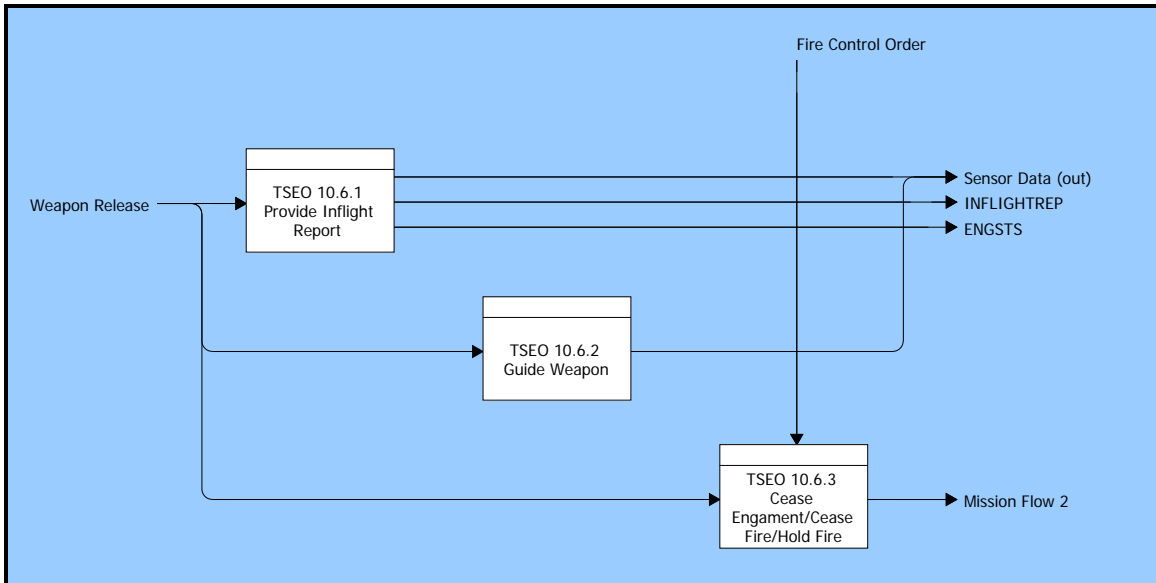 Fire Control Order
Weapon Release
TSEO 10.6.1
Provide Inflight
Report
Sensor Data (out)
INFLIGHTREP
ENGSTS
TSEO 10.6.2
Guide Weapon
TSEO 10.6.3
Cease
Engament/Cease
Fire/Hold Fire
Mission Flow 2